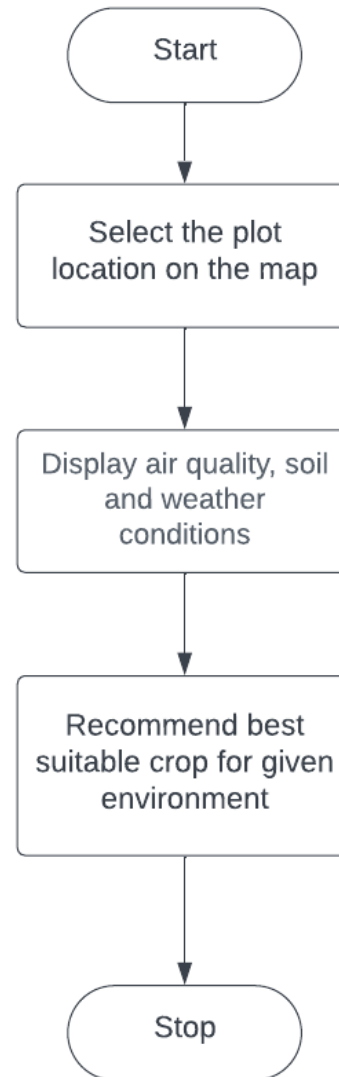 Start
Select the plot
location on the map
Display air quality, soil
and weather
conditions
Recommend best
suitable crop for given
environment
Stop